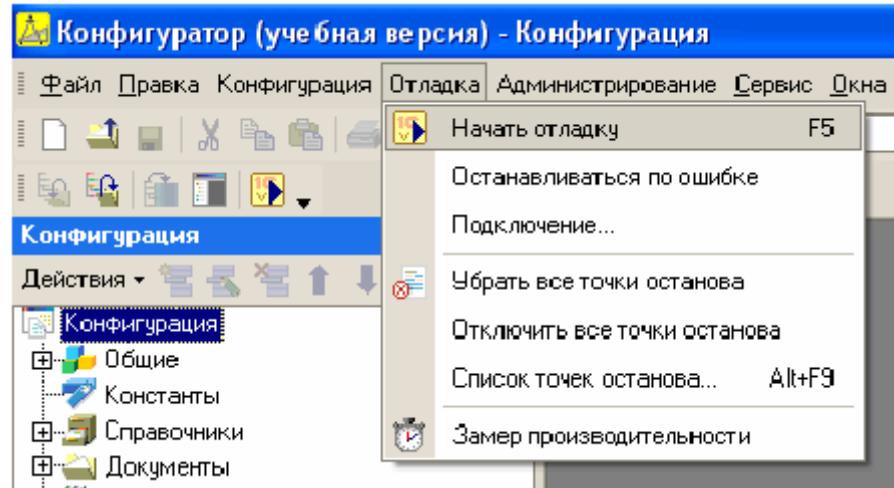 Конфигуратор (учебная версия) - Конфигурация
Файл Правка Конфигурация Отладка Администрирование Сервис Окна
Начать отладку F5
Останавливаться по ошибке
Подключение...
Конфигурация
Действия
Убрать все точки останова
Конфигурация
Отключить все точки останова
Общие
Список точек останова... Alt+F9
Константы
Справочники
Замер производительности
Документы